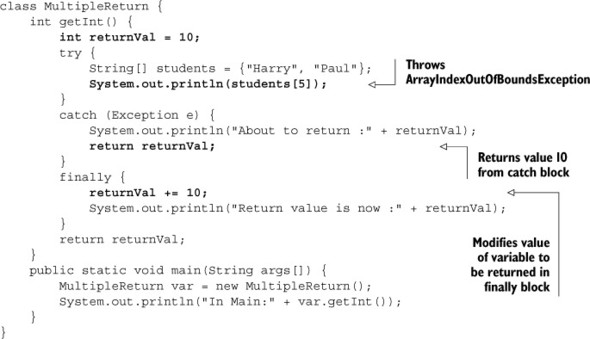 class MultipleReturn {
    int getInt() {
        int returnVal = 10;
        try {
            String[] students = {"Harry", "Paul"};
            System.out.println(students[5]);
        }
        catch (Exception e) {
            System.out.println("About to return :" + returnVal);
            return returnVal;
        }
        finally {
            returnVal += 10;
            System.out.println("Return value is now :" + returnVal);
        }
        return returnVal;
    }
    public static void main(String args[]) {
        MultipleReturn var = new MultipleReturn();
        System.out.println("In Main:" + var.getInt());
    }
}
Throws
ArrayIndexOutOfBoundsException
Returns value 10
from catch block
Modifies value
of variable to
be returned in
finally block